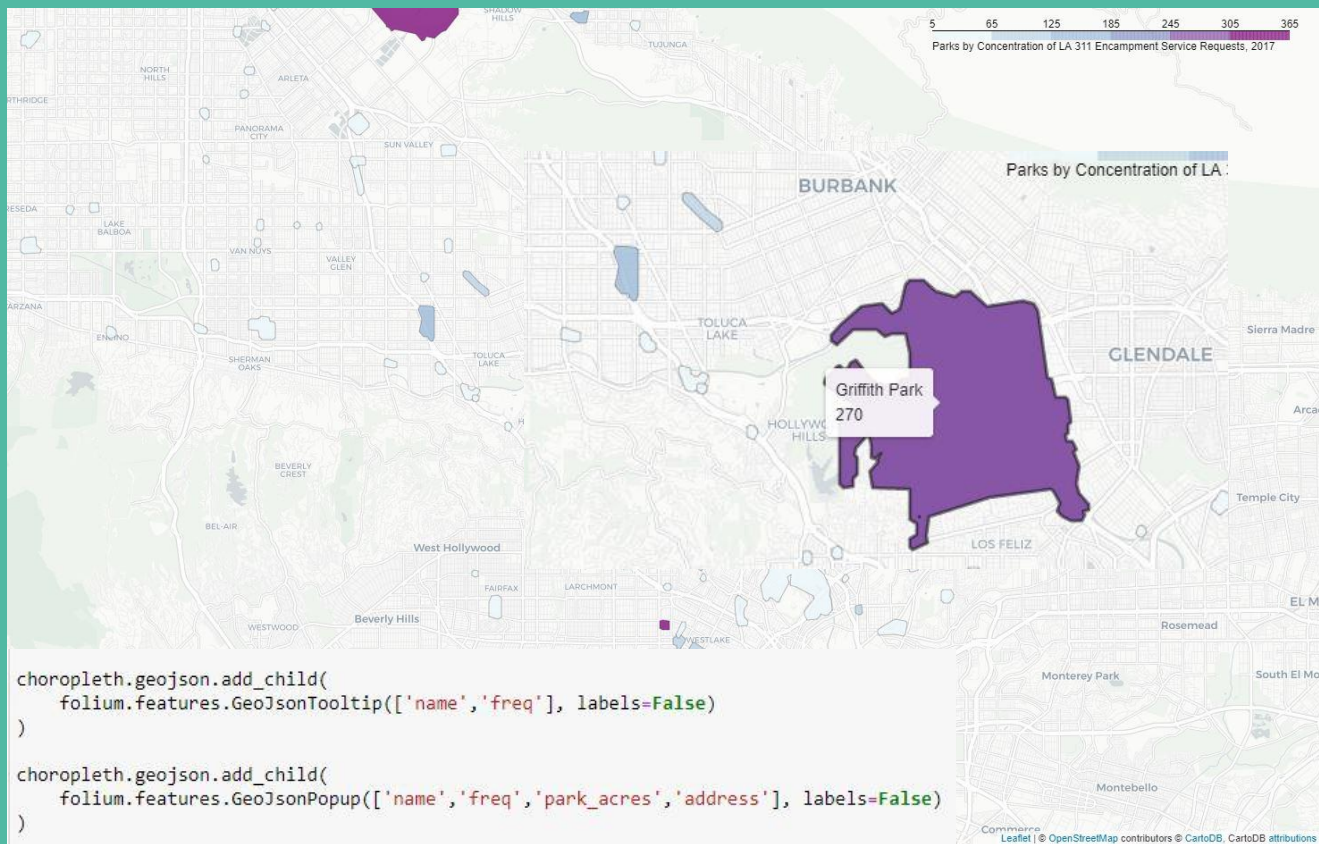 SHADOW
HILLS
5 65 125 185 245 305 365
Parks by Concentration of LA 311 Encampment Service Requests, 2017
TUJUNGA
NORTH
HILLS
ARLETA
RTHRIDGE
PANORAMA
CITY
SUN VALLEY
Parks by Concentration of LA
BURBANK
RESEDA
LAKE
BALBOA
VAN NUYS
VALLEY
GLEN
ARZANA
ENCINO
SHERMAN
OAKS
TOLUCA
LAKE
TOLUCA
LAKE
GLENDALE
Sierra Madre
Griffith Park
270
HOLLYWO
HILLS
Arca
H
BEVERLY
CREST
Temple City
BEL-AIR
West Hollywood
LOS FELIZ
FAIRFAX
LARCHMONT
EL M
Beverly Hills
WESTWOOD
WESTLAKE
Rosemead
choropleth.geojson.add_child(
folium.features.GeoJsonTooltip(['name','freq'], labels=False)
)
choropleth.geojson.add_child(
folium.features.GeoJsonPopup(['name','freq','park_acres','address'], labels=False)
)
Monterey Park
South El Mo
Montebello
Commerce
Leaflet | © OpenStreetMap contributors © CartoDB, CartoDB attributions